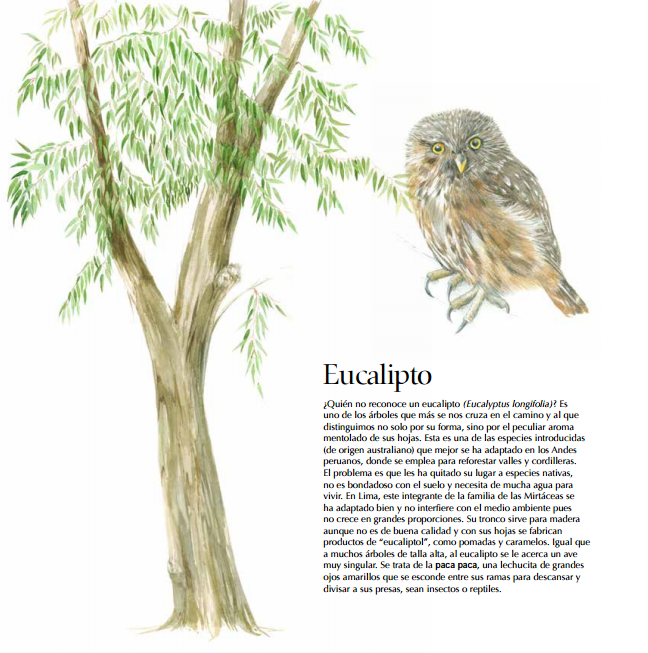 Eucalipto
¿Quién no reconoce un eucalipto (Eucalyptus longifolia)? Es
uno de los árboles que más se nos cruza en el camino y al que
distinguimos no solo por su forma, sino por el peculiar aroma
mentolado de sus hojas. Esta es una de las especies introducidas
(de origen australiano) que mejor se ha adaptado en los Andes
peruanos, donde se emplea para reforestar valles y cordilleras.
El problema es que les ha quitado su lugar a especies nativas,
no es bondadoso con el suelo y necesita de mucha agua para
vivir. En Lima, este integrante de la familia de las Mirtáceas se
ha adaptado bien y no interfiere con el medio ambiente pues
no crece en grandes proporciones. Su tronco sirve para madera
aunque no es de buena calidad y con sus hojas se fabrican
productos de “eucaliptol”, como pomadas y caramelos. Igual que
a muchos árboles de talla alta, al eucalipto se le acerca un ave
muy singular. Se trata de la paca paca, una lechucita de grandes
ojos amarillos que se esconde entre sus ramas para descansar y
divisar a sus presas, sean insectos o reptiles.